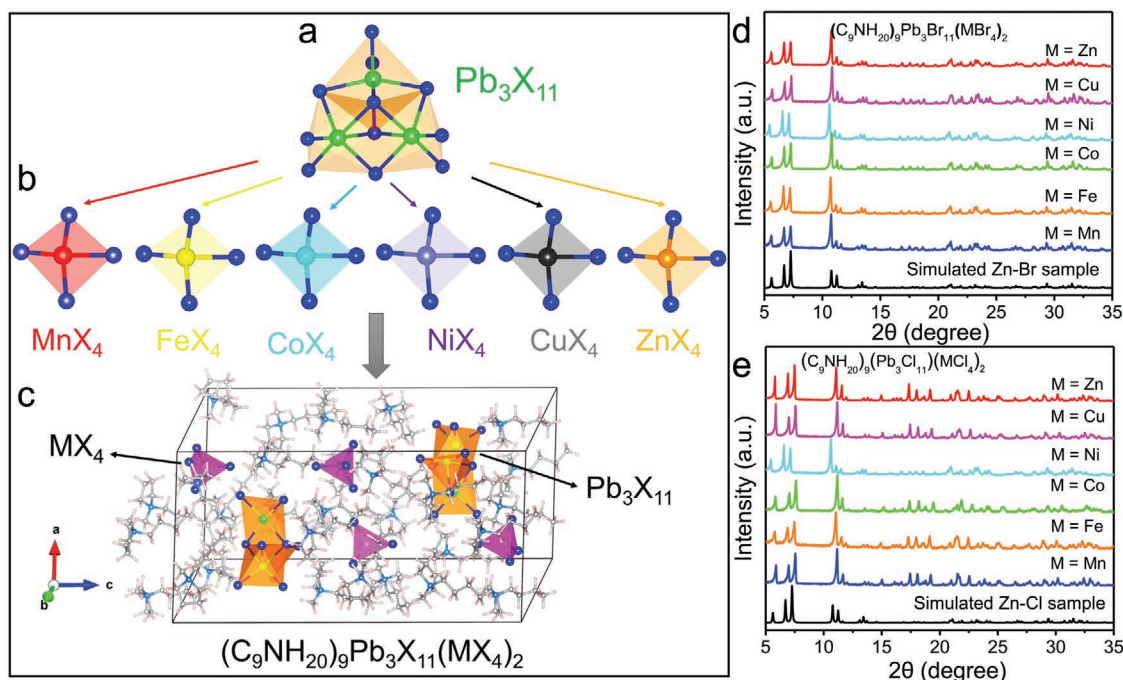 a
Pb₃X₁₁
b
MnX₄ FeX₄ CoX₄ NiX₄ CuX₄ ZnX₄
c
MX₄
Pb₃X₁₁
a
b
c
(C₉NH₂₀)₉Pb₃X₁₁(MX₄)₂
d
(C₉NH₂₀)₉Pb₃Br₁₁(MBr₄)₂
M = Zn
M = Cu
M = Ni
M = Co
M = Fe
M = Mn
Simulated Zn-Br sample
Intensity (a.u.)
5 10 15 20 25 30 35
2θ (degree)
e
(C₉NH₂₀)₉(Pb₃Cl₁₁)(MCl₄)₂
M = Zn
M = Cu
M = Ni
M = Co
M = Fe
M = Mn
Simulated Zn-Cl sample
Intensity (a.u.)
5 10 15 20 25 30 35
2θ (degree)